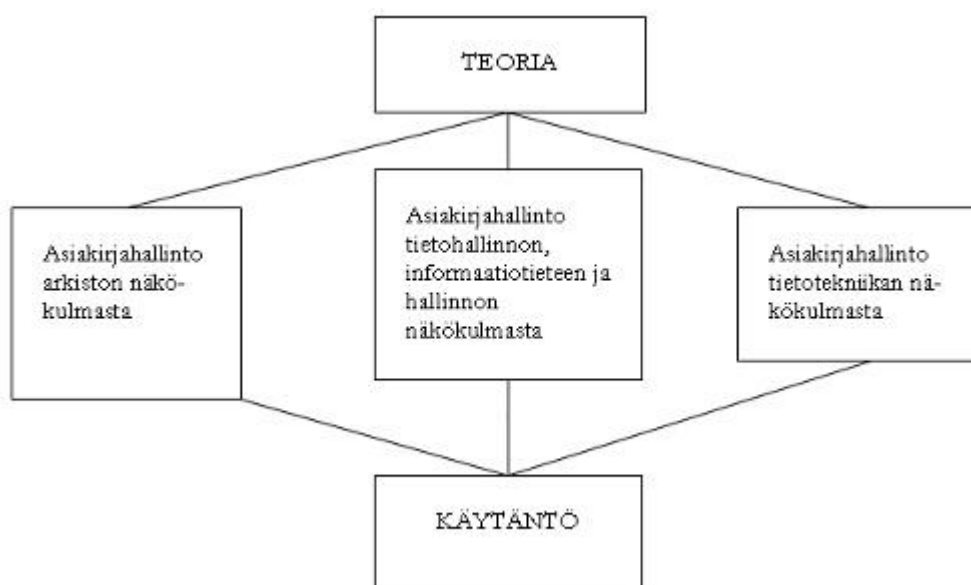 TEORIA
Asiakirjahallinto
arkiston näkö-
kulmasta
Asiakirjahallinto
tietohallinnon,
informaatiotieteen ja
hallinnon
näkökulmasta
Asiakirjahallinto
tietotekniikan nä-
kökulmasta
KÄYTÄNTÖ